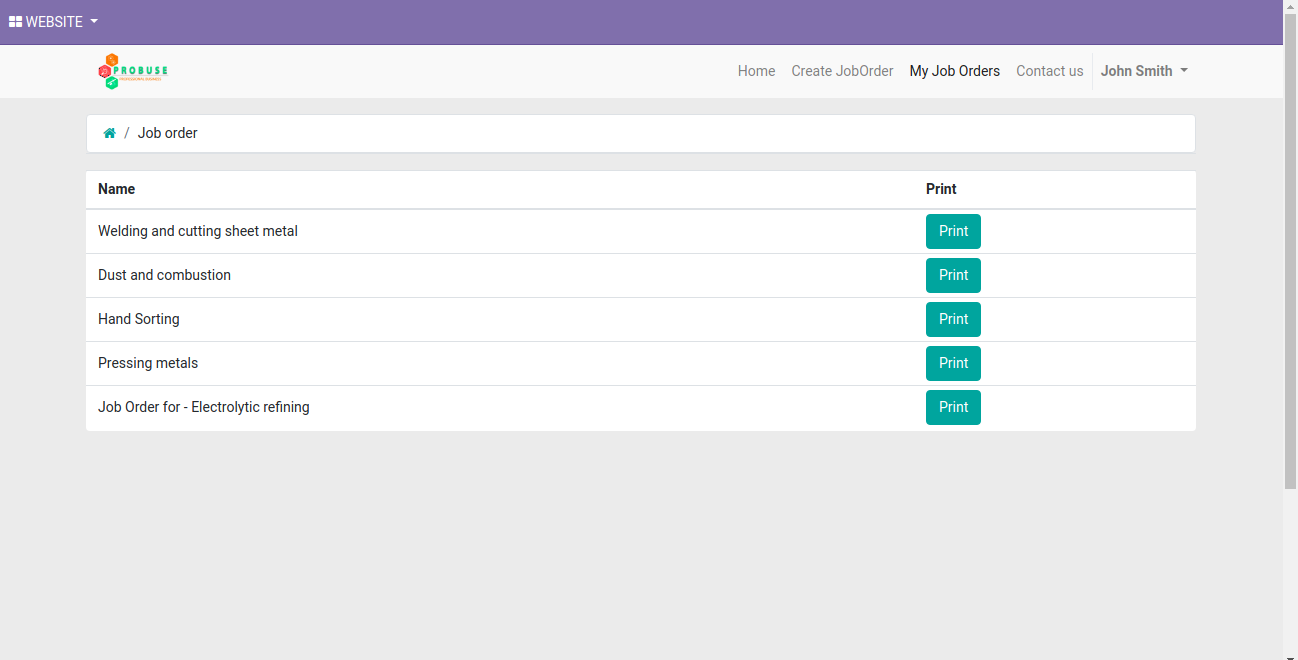 WEBSITE
PROBUSE
Home Create JobOrder My Job Orders Contact us John Smith
/ Job order
Name Print
Welding and cutting sheet metal Print
Dust and combustion Print
Hand Sorting Print
Pressing metals Print
Job Order for - Electrolytic refining Print